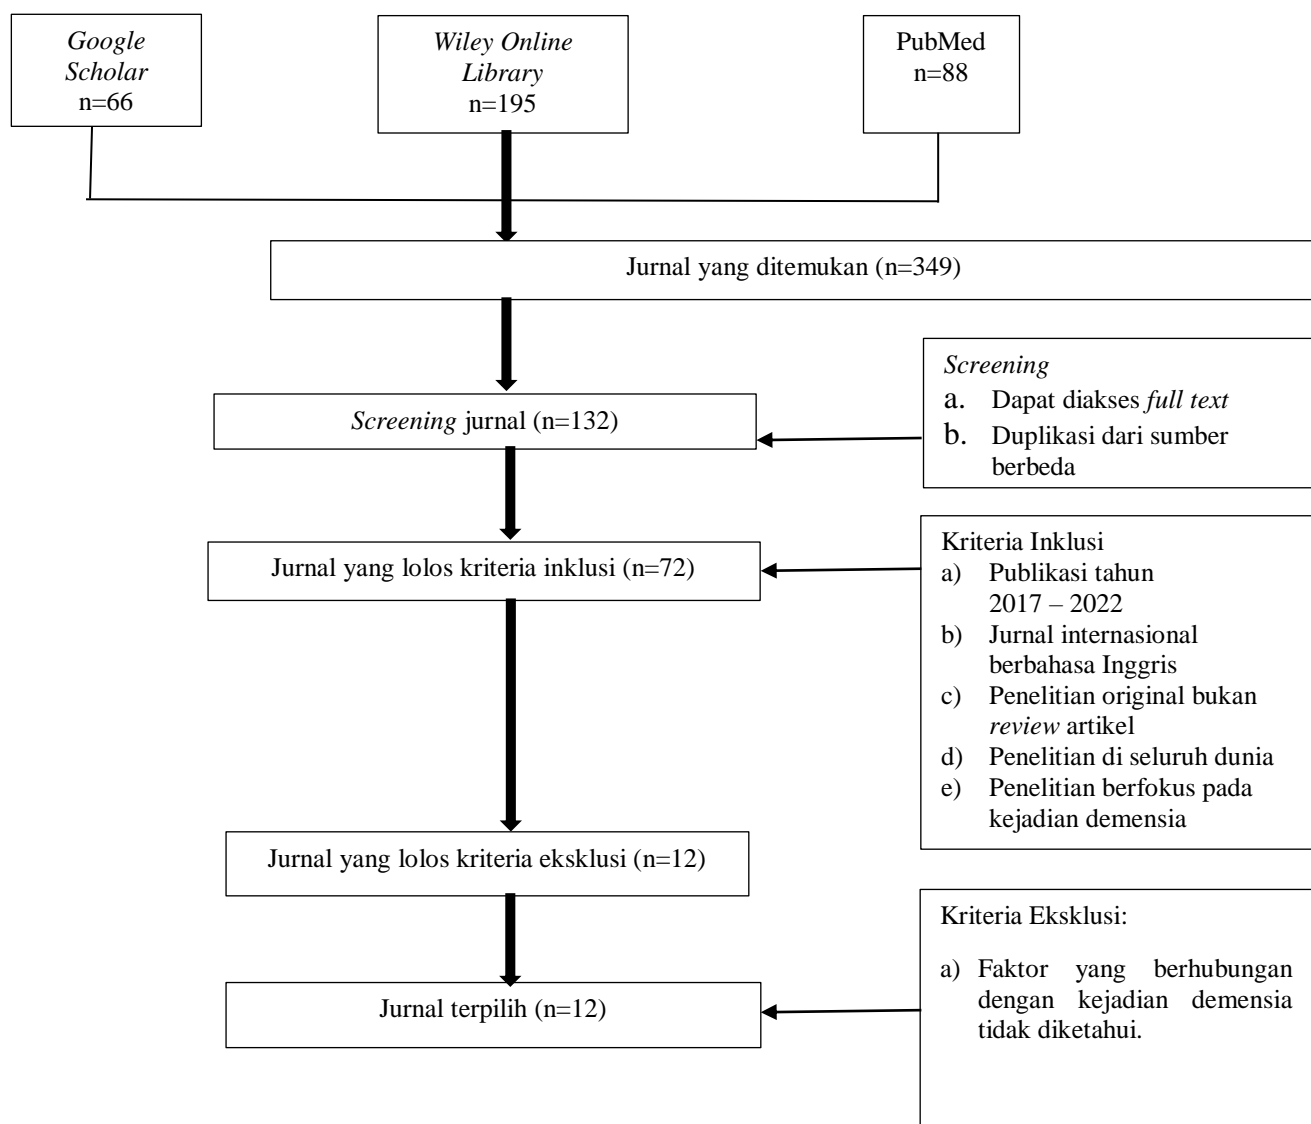 Google
Scholar
n=66
Wiley Online
Library
n=195
PubMed
n=88
Jurnal yang ditemukan (n=349)
Screening
a. Dapat diakses full text
b. Duplikasi dari sumber
berbeda
Screening jurnal (n=132)
Kriteria Inklusi
a) Publikasi tahun
2017 – 2022
b) Jurnal internasional
berbahasa Inggris
c) Penelitian original bukan
review artikel
d) Penelitian di seluruh dunia
e) Penelitian berfokus pada
kejadian demensia
Jurnal yang lolos kriteria inklusi (n=72)
Jurnal yang lolos kriteria eksklusi (n=12)
Kriteria Eksklusi:
a) Faktor yang berhubungan
dengan kejadian demensia
tidak diketahui.
Jurnal terpilih (n=12)